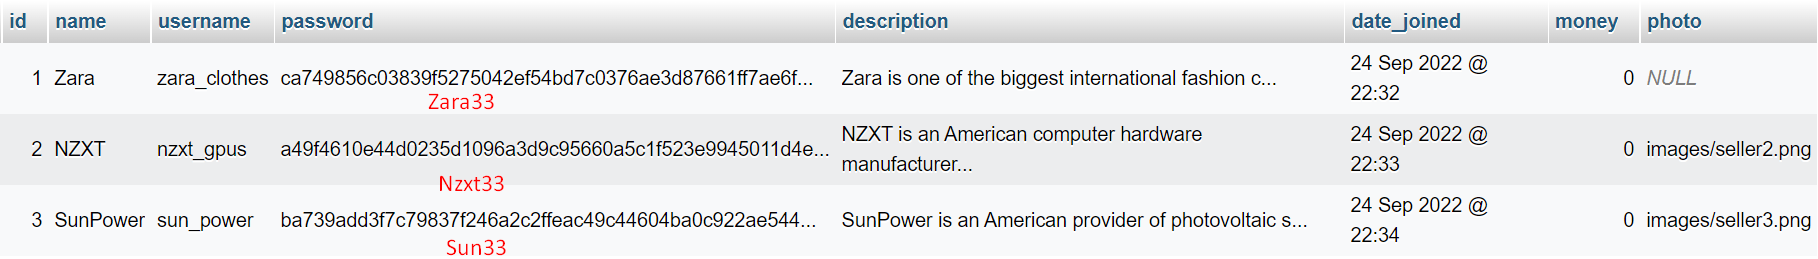 id name username password description date_joined money photo
1 Zara zara_clothes ca749856c03839f5275042ef54bd7c0376ae3d87661ff7ae6f... Zara is one of the biggest international fashion c... 24 Sep 2022 @ 22:32 0 NULL
Zara33
2 NZXT nzxt_gpus a49f4610e44d0235d1096a3d9c95660a5c1f523e9945011d4e... NZXT is an American computer hardware manufacturer... 24 Sep 2022 @ 22:33 0 images/seller2.png
Nzxt33
3 SunPower sun_power ba739add3f7c79837f246a2c2ffeac49c44604ba0c922ae544... SunPower is an American provider of photovoltaic s... 24 Sep 2022 @ 22:34 0 images/seller3.png
Sun33